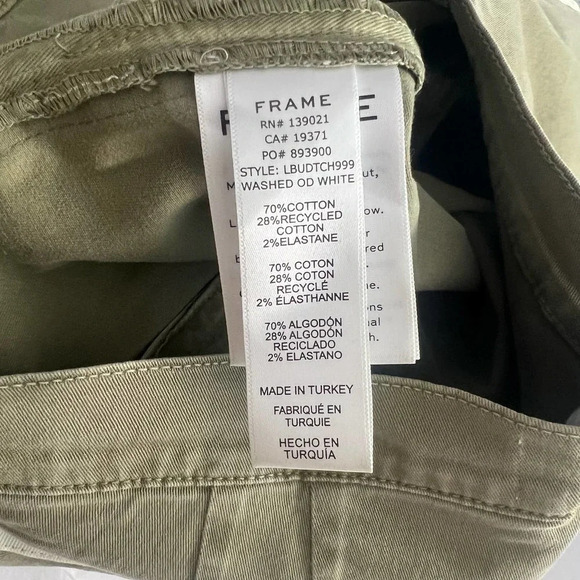 FRAME
RN# 139021
CA# 19371
PO# 893900
STYLE: LBUDTCH999
WASHED OD WHITE
70%COTTON
28%RECYCLED
COTTON
2%ELASTANE
70% COTON
28% COTON
RECYCLÉ
2% ÉLASTHANNE
70% ALGODÓN
28% ALGODÓN
RECICLADO
2% ELASTANO
MADE IN TURKEY
FABRIQUÉ EN
TURQUIE
HECHO EN
TURQUÍA